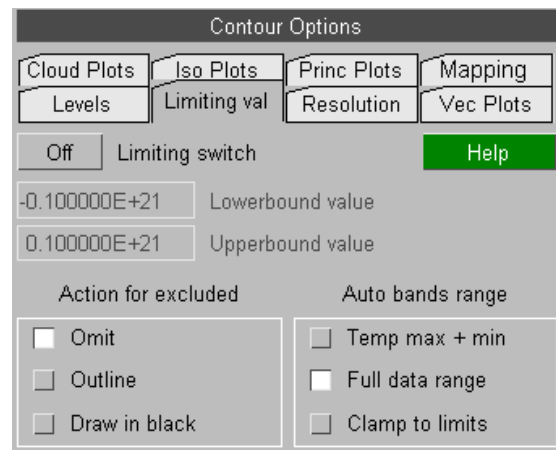 Contour Options
Cloud Plots Iso Plots Princ Plots Mapping
Levels Limiting val Resolution Vec Plots
Off Limiting switch Help
-0.100000E+21 Lowerbound value
0.100000E+21 Upperbound value
Action for excluded Auto bands range
Omit Temp max + min
Outline Full data range
Draw in black Clamp to limits